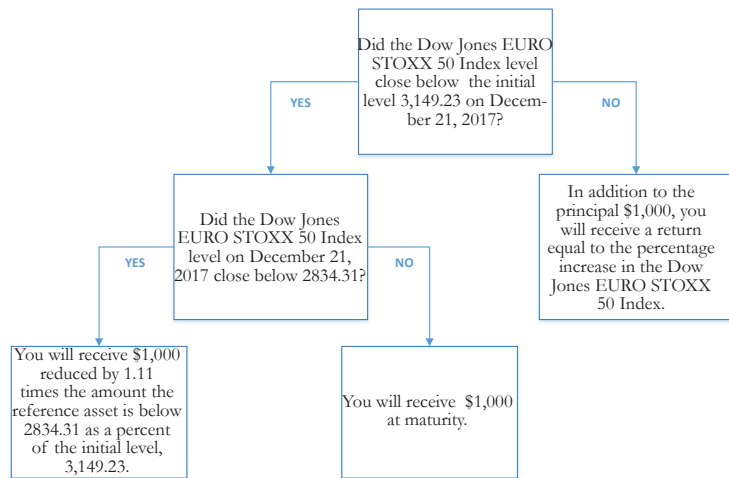 Did the Dow Jones EURO
STOXX 50 Index level
close below the initial
level 3,149.23 on Decem-
ber 21, 2017?
YES
NO
Did the Dow Jones
EURO STOXX 50 Index
level on December 21,
2017 close below 2834.31?
In addition to the
principal $1,000, you
will receive a return
equal to the percentage
increase in the Dow
Jones EURO STOXX
50 Index.
YES
NO
You will receive $1,000
reduced by 1.11
times the amount the
reference asset is below
2834.31 as a percent
of the initial level,
3,149.23.
You will receive $1,000
at maturity.